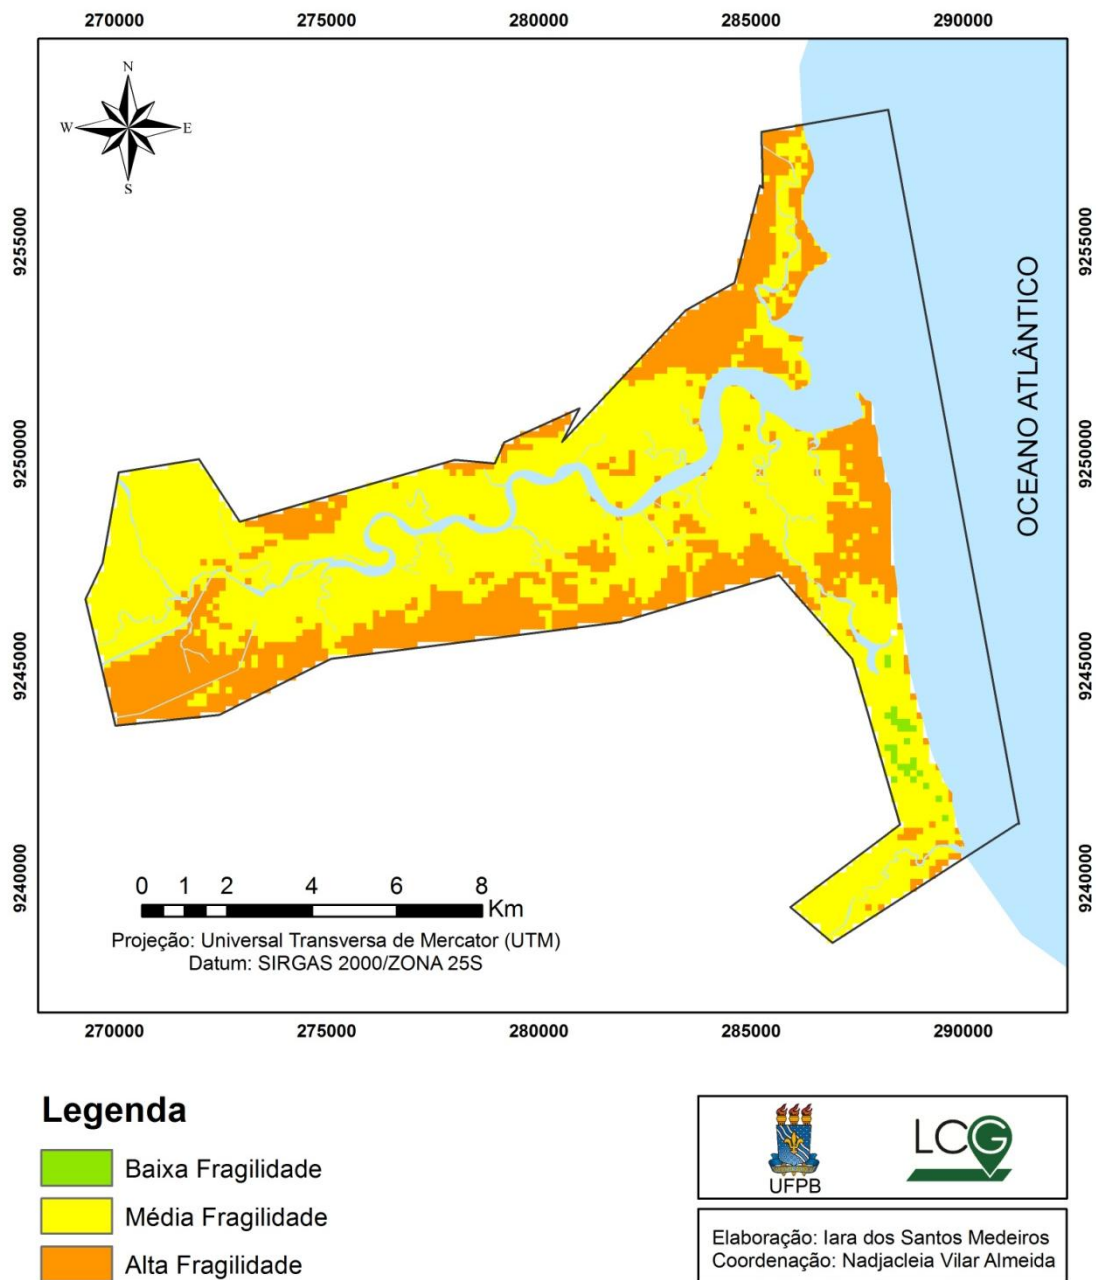 270000 275000 280000 285000 290000
N
W E
S
9255000 9255000
OCEANO ATLÂNTICO
9250000 9250000
9245000 9245000
9240000 9240000
0 1 2 4 6 8
Km
Projeção: Universal Transversa de Mercator (UTM)
Datum: SIRGAS 2000/ZONA 25S
270000 275000 280000 285000 290000
Legenda
Baixa Fragilidade
Média Fragilidade
Alta Fragilidade
UFPB
LCG
Elaboração: Iara dos Santos Medeiros
Coordenação: Nadjacleia Vilar Almeida